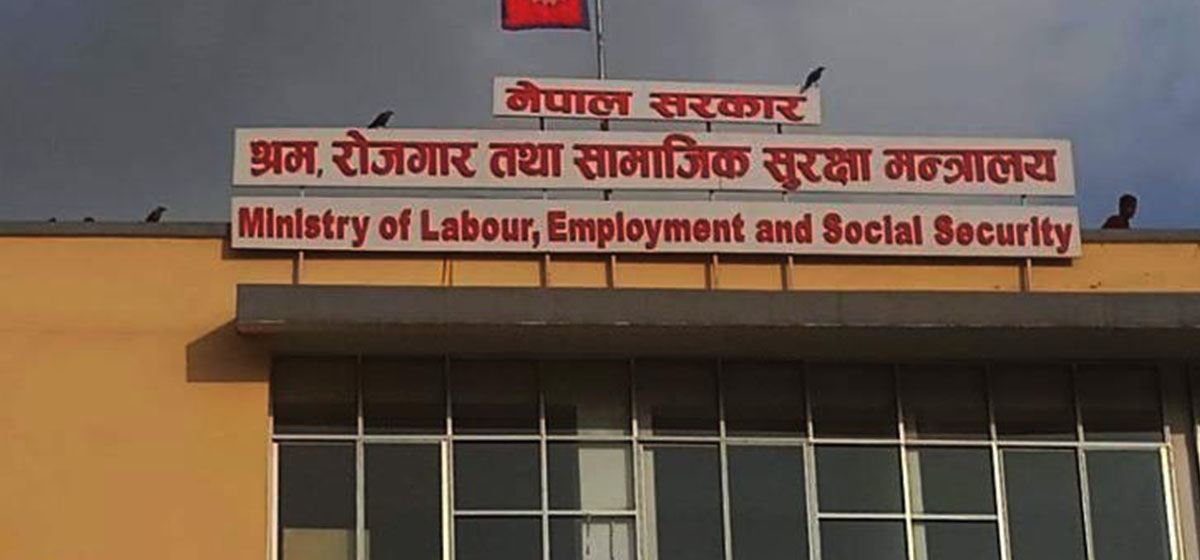 नेपाल सरकार
श्रम, रोजगार तथा सामाजिक सुरक्षा मन्त्रालय
Ministry of Labour, Employment and Social Security